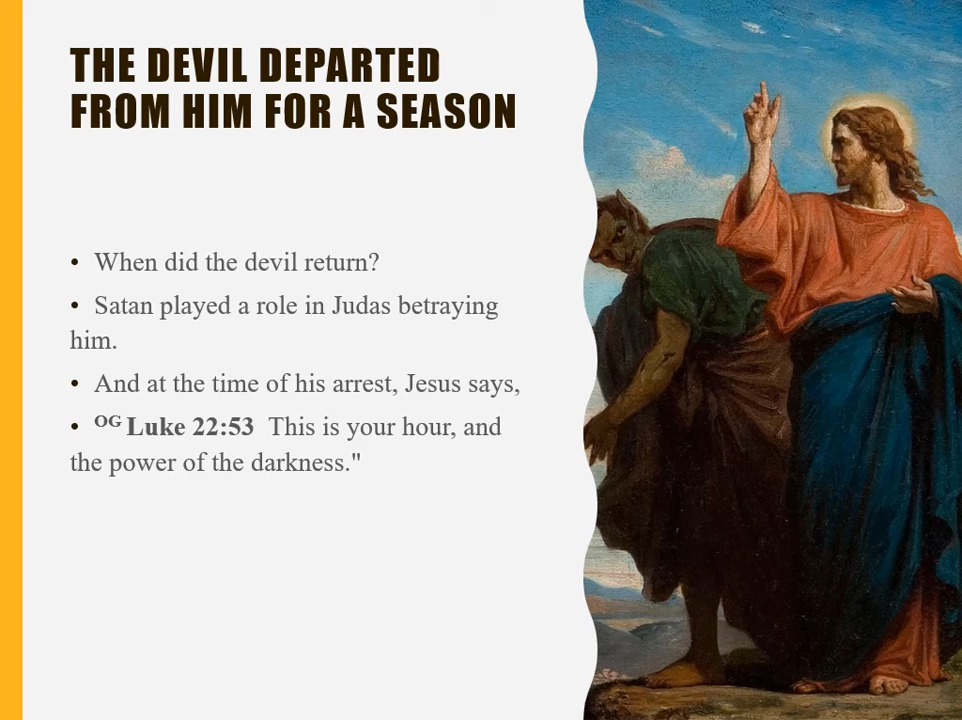 THE DEVIL DEPARTED
FROM HIM FOR A SEASON
• When did the devil return?
• Satan played a role in Judas betraying
him.
• And at the time of his arrest, Jesus says,
• OG Luke 22:53 This is your hour, and
the power of the darkness."